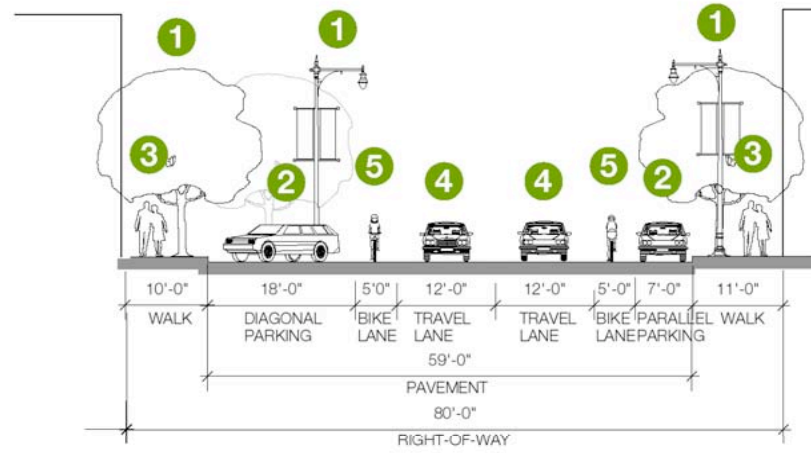 1 1 1
3 2 5 4 4 5 2 3
10'-0" 18'-0" 5'0" 12'-0" 12'-0" 5'-0" 7'-0" 11'-0"
WALK DIAGONAL PARKING BIKE LANE TRAVEL LANE TRAVEL LANE BIKE LANE PARALLEL PARKING WALK
59'-0"
PAVEMENT
80'-0"
RIGHT-OF-WAY